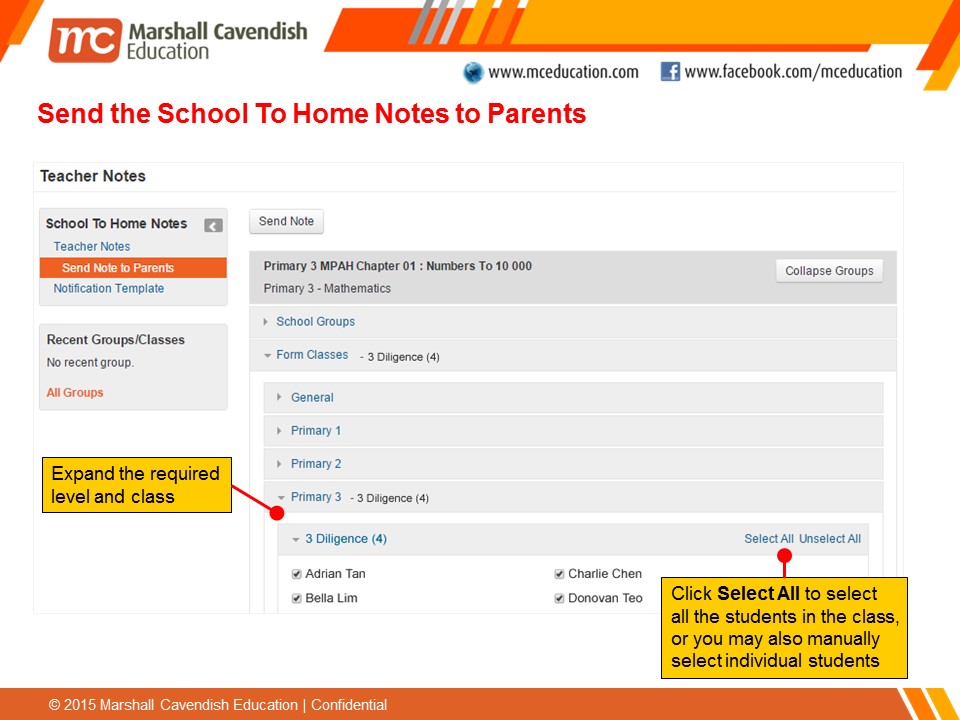 Marshall Cavendish
Education
www.mceducation.com
www.facebook.com/mceducation
Send the School To Home Notes to Parents
Teacher Notes
School To Home Notes
Teacher Notes
Send Note to Parents
Notification Template
Recent Groups/Classes
No recent group.
All Groups
Send Note
Primary 3 MPAH Chapter 01 : Numbers To 10 000
Primary 3 - Mathematics
Collapse Groups
School Groups
Form Classes - 3 Diligence (4)
General
Primary 1
Primary 2
Primary 3 - 3 Diligence (4)
3 Diligence (4)
Select All Unselect All
Adrian Tan
Charlie Chen
Bella Lim
Donovan Teo
Expand the required
level and class
Click Select All to select
all the students in the class,
or you may also manually
select individual students
© 2015 Marshall Cavendish Education | Confidential